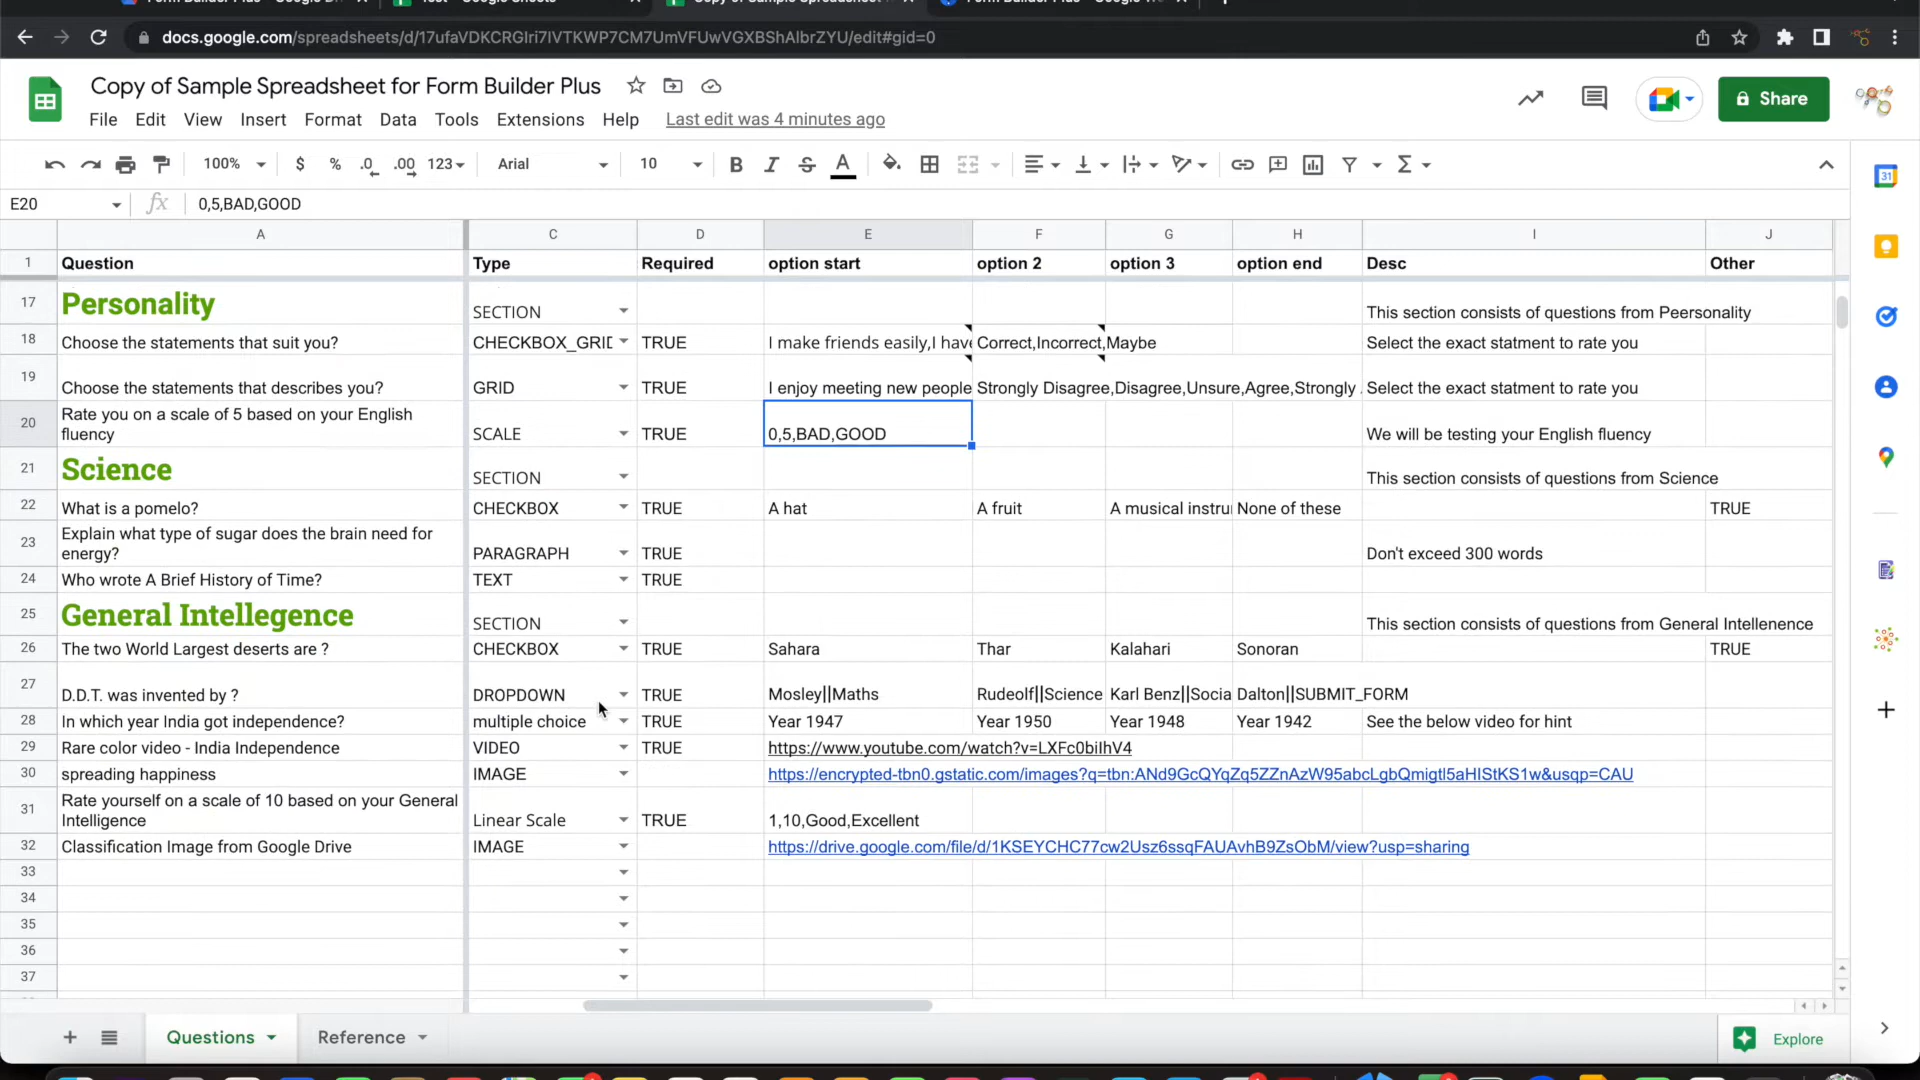 docs.google.com/spreadsheets/d/17ufaVDKCRGIri7IVTKWP7CM7UmVFUwVGXBShAlbrZYU/edit#gid=0
Copy of Sample Spreadsheet for Form Builder Plus
Share
File Edit View Insert Format Data Tools Extensions Help Last edit was 4 minutes ago
100% $ % .0 .00 123 Arial 10 B I S A
E20 fx 0,5,BAD,GOOD
A C D E F G H I J
1 Question Type Required option start option 2 option 3 option end Desc Other
17 Personality SECTION This section consists of questions from Peersonality
18 Choose the statements that suit you? CHECKBOX_GRID TRUE I make friends easily,I have Correct,Incorrect,Maybe Select the exact statment to rate you
19 Choose the statements that describes you? GRID TRUE I enjoy meeting new people Strongly Disagree,Disagree,Unsure,Agree,Strongly Select the exact statment to rate you
20 Rate you on a scale of 5 based on your English
fluency SCALE TRUE 0,5,BAD,GOOD We will be testing your English fluency
21 Science SECTION This section consists of questions from Science
22 What is a pomelo? CHECKBOX TRUE A hat A fruit A musical instru None of these TRUE
23 Explain what type of sugar does the brain need for
energy? PARAGRAPH TRUE Don't exceed 300 words
24 Who wrote A Brief History of Time? TEXT TRUE
25 General Intellegence SECTION This section consists of questions from General Intellenence
26 The two World Largest deserts are ? CHECKBOX TRUE Sahara Thar Kalahari Sonoran TRUE
27 D.D.T. was invented by ? DROPDOWN TRUE Mosley||Maths Rudeolf||Science Karl Benz||Socia Dalton||SUBMIT_FORM
28 In which year India got independence? multiple choice TRUE Year 1947 Year 1950 Year 1948 Year 1942 See the below video for hint
29 Rare color video - India Independence VIDEO TRUE https://www.youtube.com/watch?v=LXFc0biIhV4
30 spreading happiness IMAGE https://encrypted-tbn0.gstatic.com/images?q=tbn:ANd9GcQYqZq5ZZnAzW95abcLgbQmigtl5aHIStKS1w&usqp=CAU
31 Rate yourself on a scale of 10 based on your General
Intelligence Linear Scale TRUE 1,10,Good,Excellent
32 Classification Image from Google Drive IMAGE https://drive.google.com/file/d/1KSEYCHC77cw2Usz6ssqFAUAvhB9ZsObM/view?usp=sharing
33
34
35
36
37
Questions Reference Explore